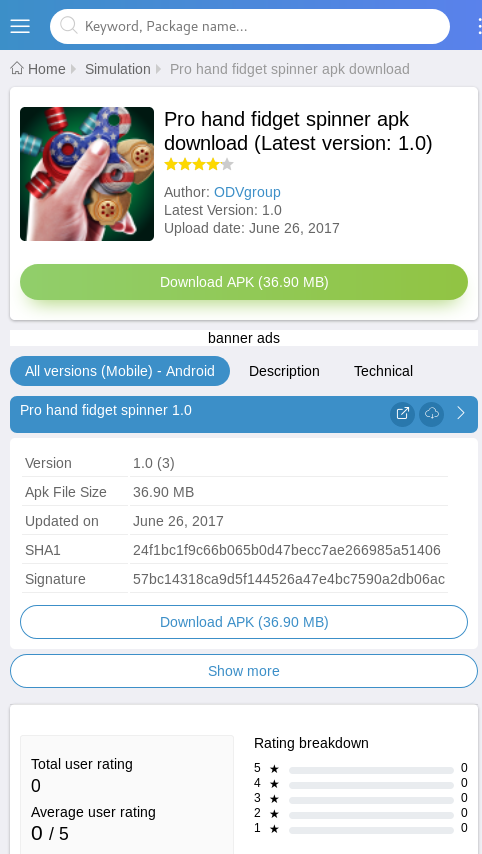 Keyword, Package name...
Home Simulation Pro hand fidget spinner apk download
Pro hand fidget spinner apk
download (Latest version: 1.0)
Author: ODVgroup
Latest Version: 1.0
Upload date: June 26, 2017
Download APK (36.90 MB)
banner ads
All versions (Mobile) - Android Description Technical
Pro hand fidget spinner 1.0
Version 1.0 (3)
Apk File Size 36.90 MB
Updated on June 26, 2017
SHA1 24f1bc1f9c66b065b0d47becc7ae266985a51406
Signature 57bc14318ca9d5f144526a47e4bc7590a2db06ac
Download APK (36.90 MB)
Show more
Total user rating
0
Average user rating
0 / 5
Rating breakdown
5 ★ 0
4 ★ 0
3 ★ 0
2 ★ 0
1 ★ 0